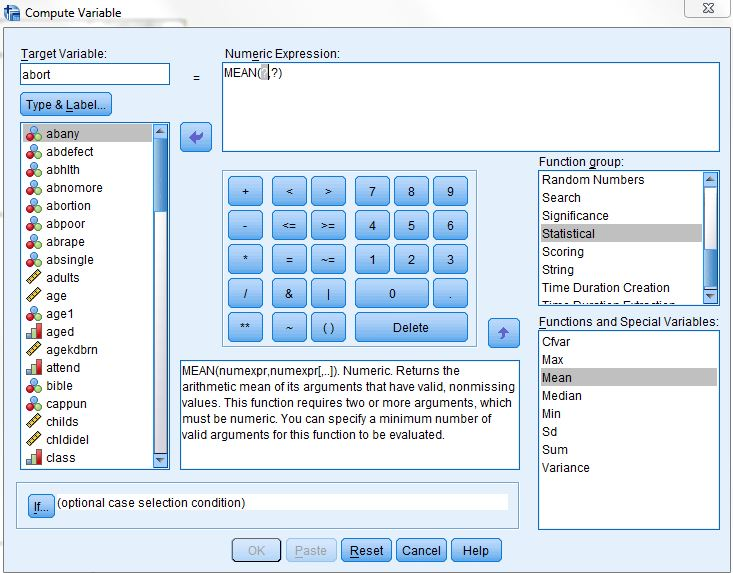 Compute Variable
Target Variable:
abort
=
Numeric Expression:
MEAN(?,?)
Type & Label...
abany
abdefect
abhlth
abnomore
abortion
abpoor
abrape
absingle
adults
age
age1
aged
agekdbrn
attend
bible
cappun
childs
chldidel
class
+ < > 7 8 9
- <= >= 4 5 6
* = ~= 1 2 3
/ & | 0 .
** ~ ( ) Delete
Function group:
Random Numbers
Search
Significance
Statistical
Scoring
String
Time Duration Creation
Time Duration Extraction
Functions and Special Variables:
Cfvar
Max
Mean
Median
Min
Sd
Sum
Variance
MEAN(numexpr,numexpr[,..]). Numeric. Returns the
arithmetic mean of its arguments that have valid, nonmissing
values. This function requires two or more arguments, which
must be numeric. You can specify a minimum number of
valid arguments for this function to be evaluated.
If... (optional case selection condition)
OK Paste Reset Cancel Help